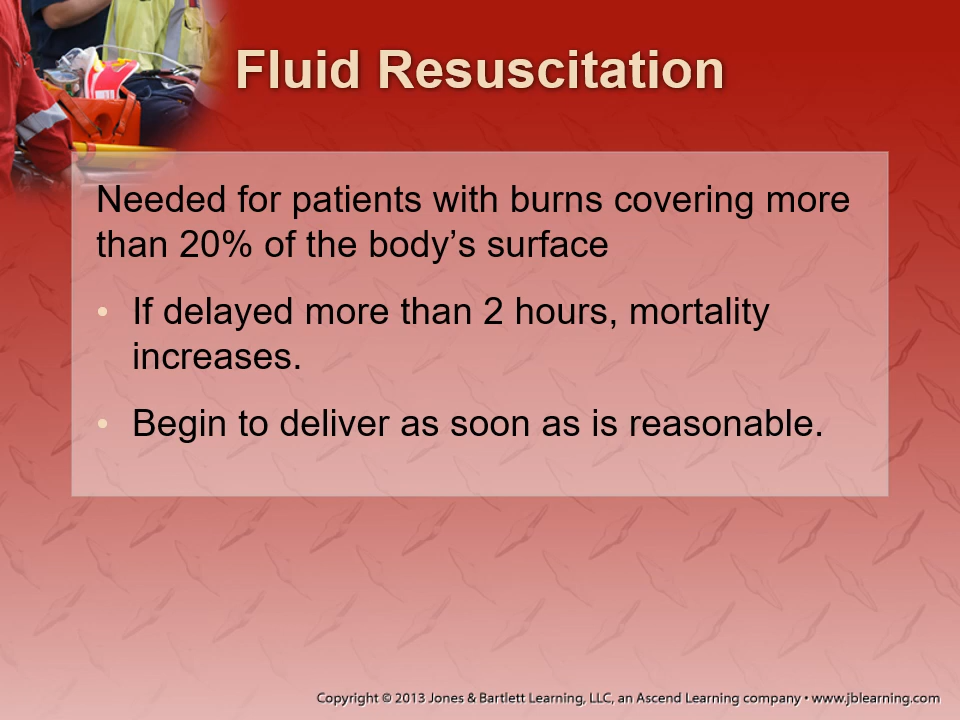 Fluid Resuscitation
Needed for patients with burns covering more
than 20% of the body’s surface
• If delayed more than 2 hours, mortality
increases.
• Begin to deliver as soon as is reasonable.
Copyright © 2013 Jones & Bartlett Learning, LLC, an Ascend Learning company • www.jblearning.com